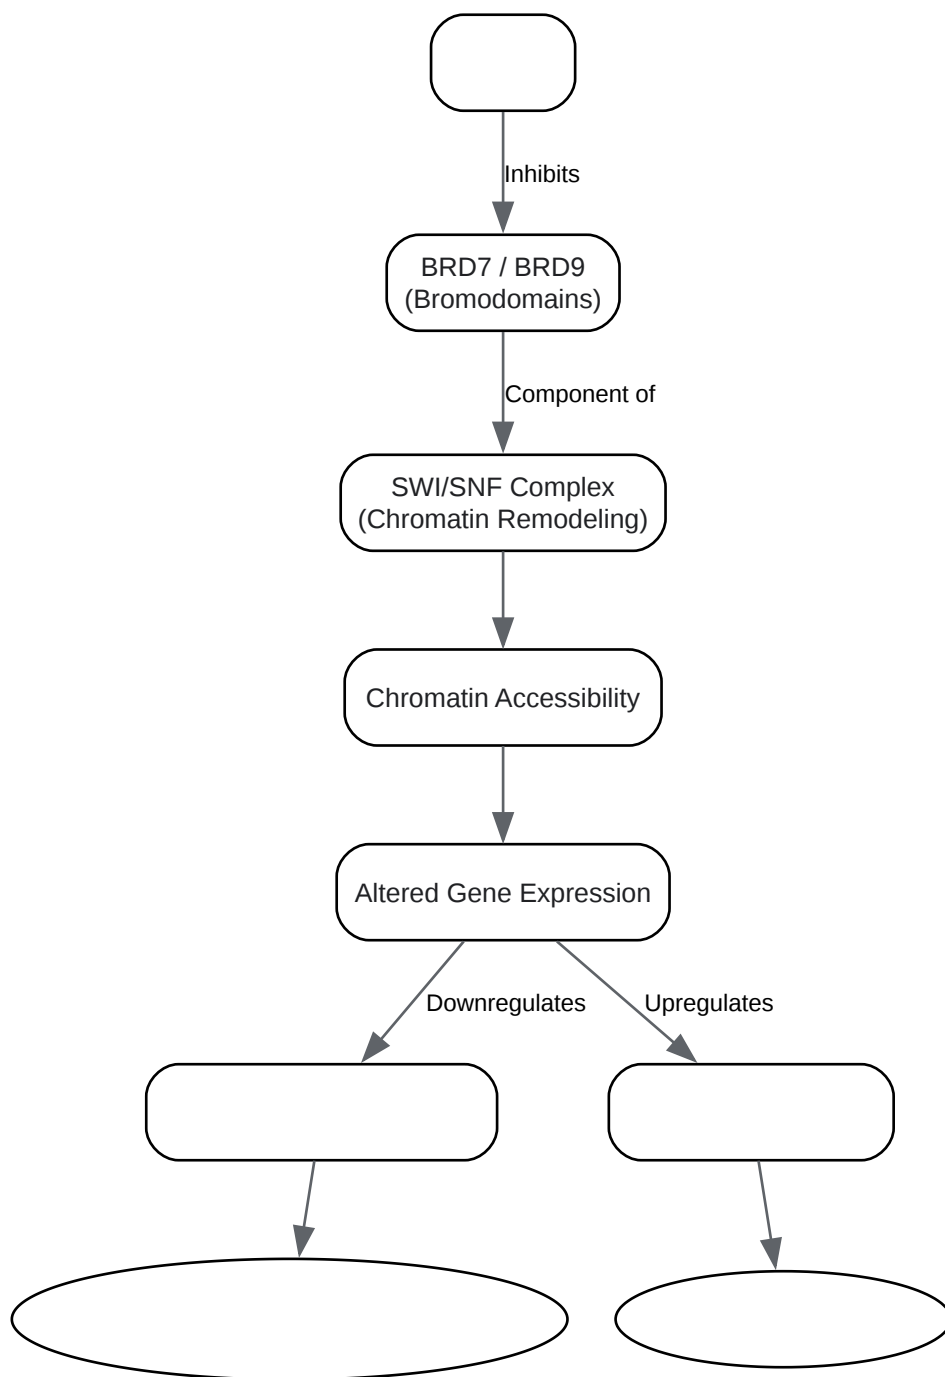 Inhibits
BRD7 / BRD9
(Bromodomains)
Component of
SWI/SNF Complex
(Chromatin Remodeling)
Chromatin Accessibility
Altered Gene Expression
Downregulates
Upregulates